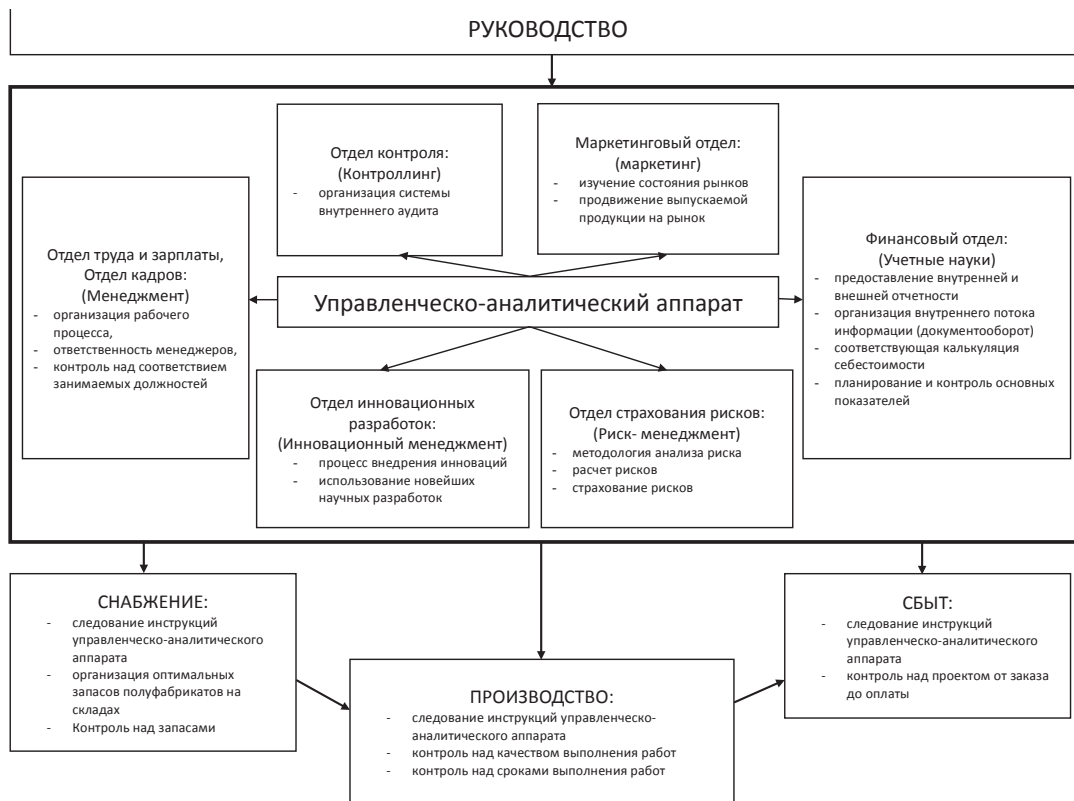 РУКОВОДСТВО
Отдел контроля:
(Контроллинг)
- организация системы
внутреннего аудита
Маркетинговый отдел:
(маркетинг)
- изучение состояния рынков
- продвижение выпускаемой
продукции на рынок
Отдел труда и зарплаты,
Отдел кадров:
(Менеджмент)
- организация рабочего
процесса,
- ответственность менеджеров,
- контроль над соответствием
занимаемых должностей
Управленческо-аналитический аппарат
Финансовый отдел:
(Учетные науки)
- предоставление внутренней и
внешней отчетности
- организация внутреннего потока
информации (документооборот)
- соответствующая калькуляция
себестоимости
- планирование и контроль основных
показателей
Отдел инновационных
разработок:
(Инновационный менеджмент)
- процесс внедрения инноваций
- использование новейших
научных разработок
Отдел страхования рисков:
(Риск- менеджмент)
- методология анализа риска
- расчет рисков
- страхование рисков
СНАБЖЕНИЕ:
- следование инструкций
управленческо-аналитического
аппарата
- организация оптимальных
запасов полуфабрикатов на
складах
- Контроль над запасами
ПРОИЗВОДСТВО:
- следование инструкций управленческо-
аналитического аппарата
- контроль над качеством выполнения работ
- контроль над сроками выполнения работ
СБЫТ:
- следование инструкций
управленческо-аналитического
аппарата
- контроль над проектом от заказа
до оплаты